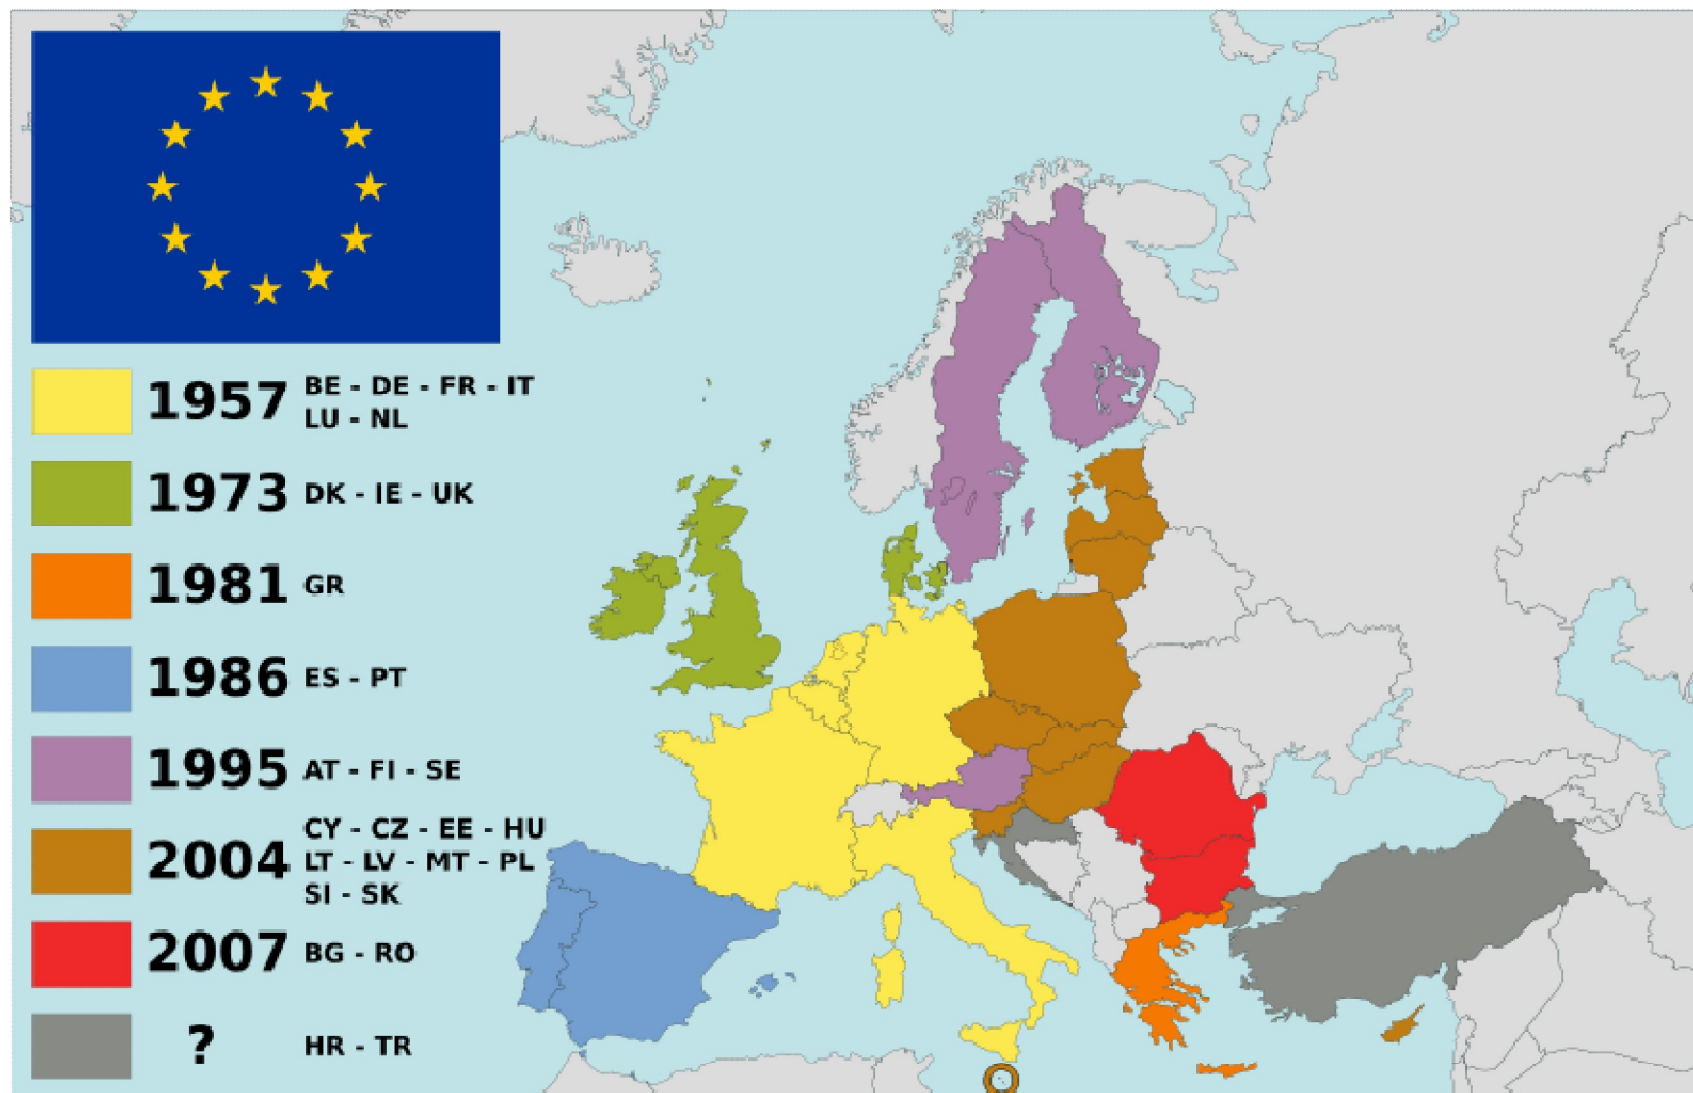 1957 BE - DE - FR - IT
LU - NL
1973 DK - IE - UK
1981 GR
1986 ES - PT
1995 AT - FI - SE
2004 CY - CZ - EE - HU
LT - LV - MT - PL
SI - SK
2007 BG - RO
? HR - TR